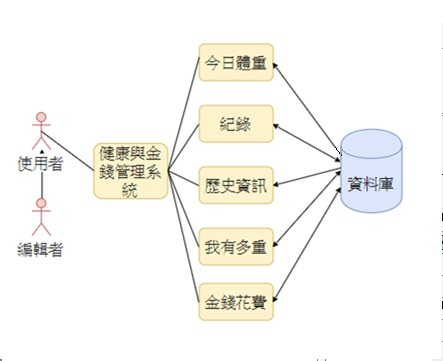 今日體重
紀錄
使用者
健康與金
錢管理系
統
歷史資訊
資料庫
編輯者
我有多重
金錢花費